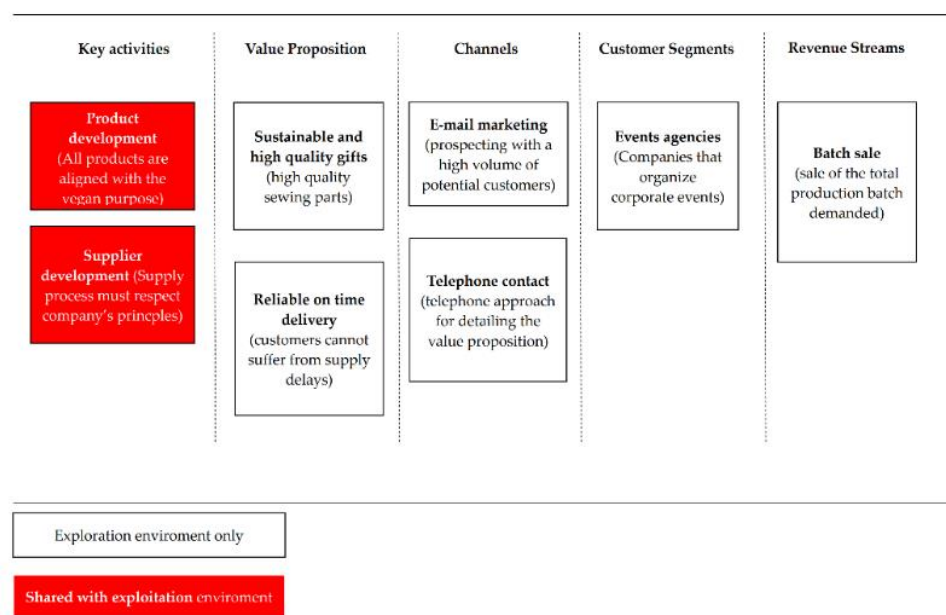 Key activities
Value Proposition
Channels
Customer Segments
Revenue Streams
Product
development
(All products are
aligned with the
vegan purpose)
Supplier
development (Supply
process must respect
company's princples)
Sustainable and
high quality gifts
(high quality
sewing parts)
Reliable on time
delivery
(customers cannot
suffer from supply
delays)
E-mail marketing
(prospecting with a
high volume of
potential customers)
Telephone contact
(telephone approach
for detailing the
value proposition)
Events agencies
(Companies that
organize
corporate events)
Batch sale
(sale of the total
production batch
demanded)
Exploration enviroment only
Shared with exploitation enviroment